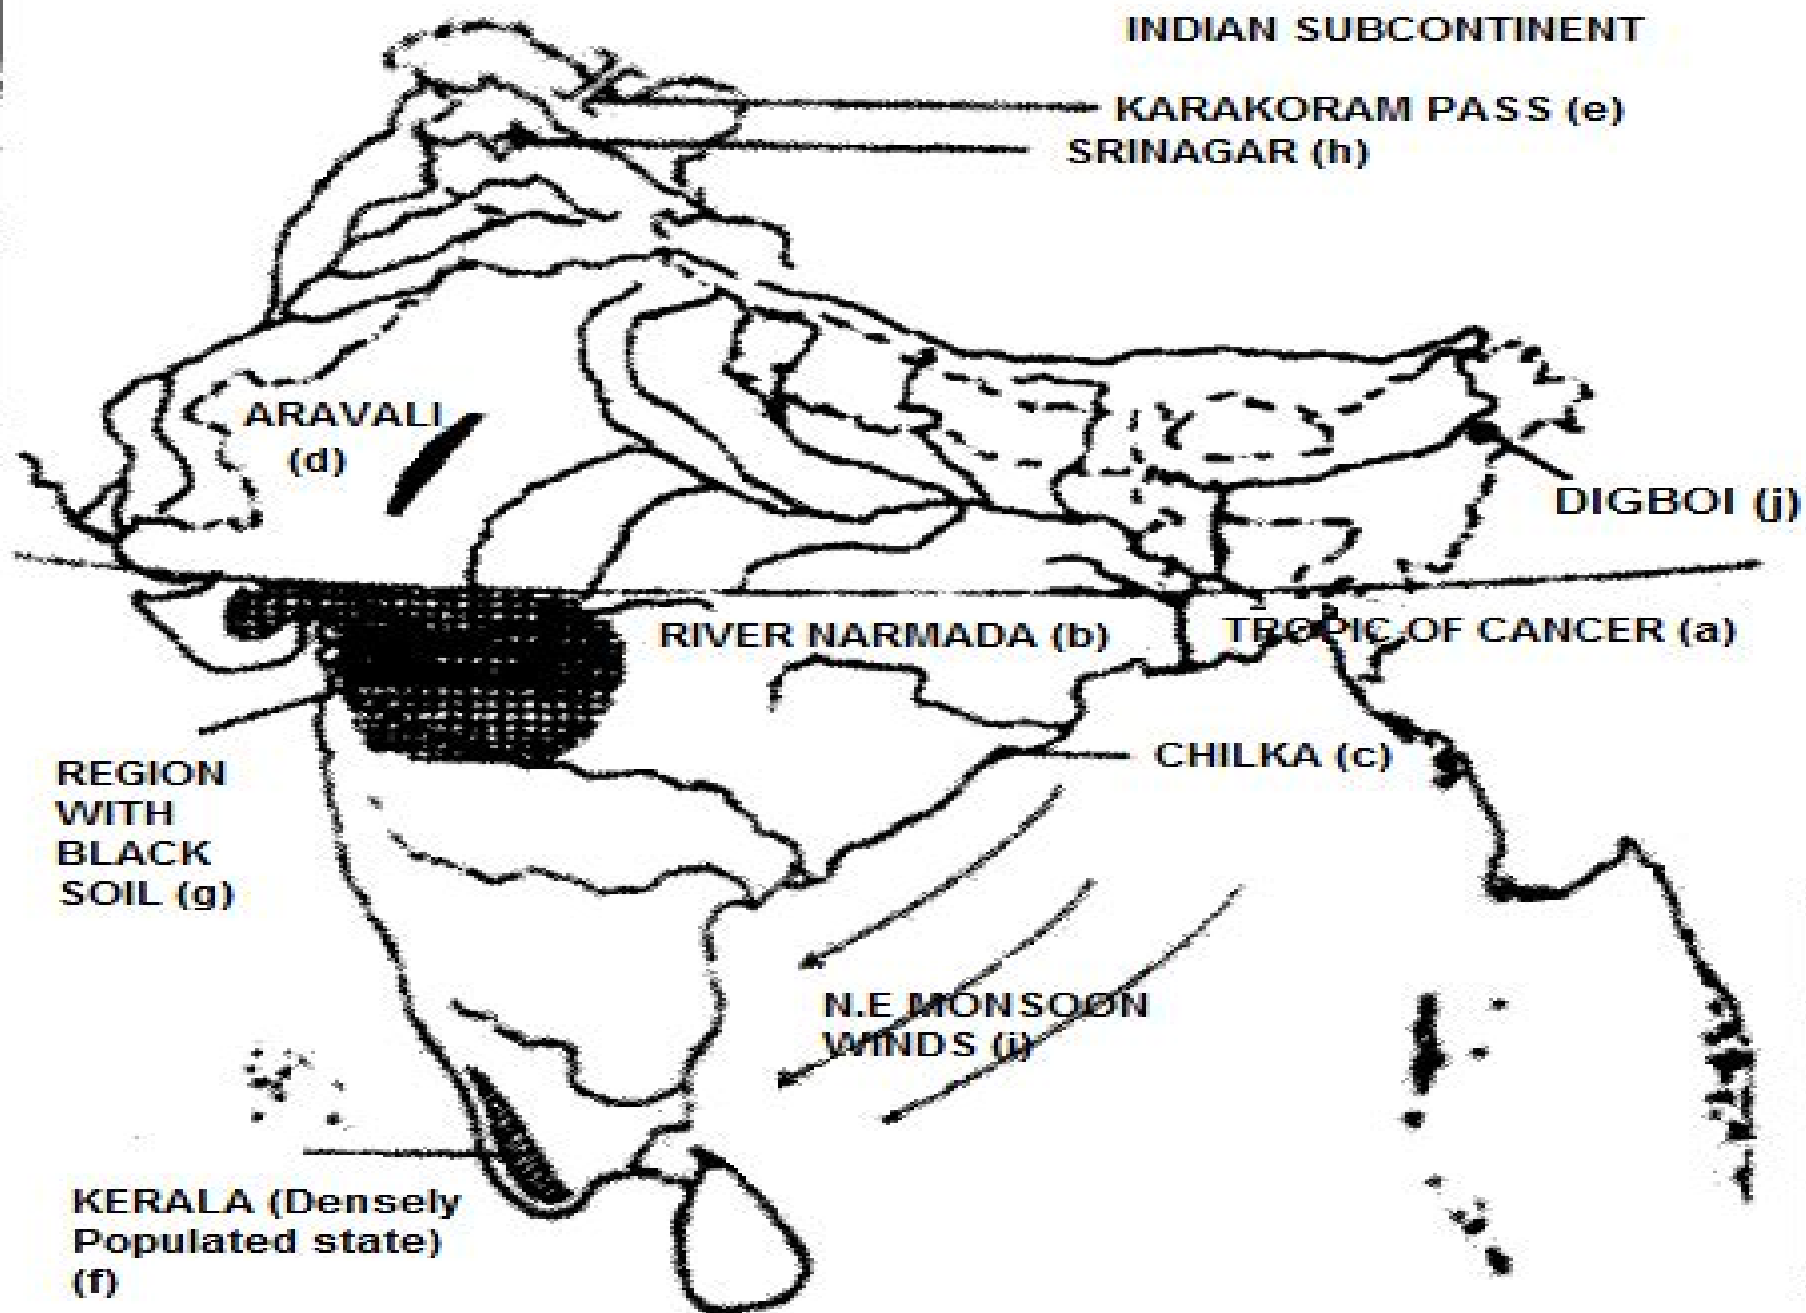 INDIAN SUBCONTINENT
KARAKORAM PASS (e)
SRINAGAR (h)
ARAVALI
(d)
DIGBOI (j)
RIVER NARMADA (b)
TROPIC OF CANCER (a)
REGION
WITH
BLACK
SOIL (g)
CHILKA (c)
N.E MONSOON
WINDS (i)
KERALA (Densely
Populated state)
(f)